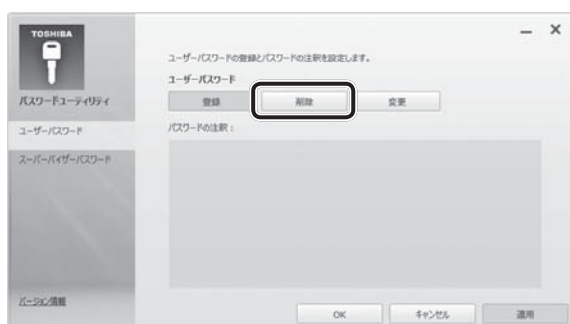 TOSHIBA
パスワードユーティリティ
ユーザーパスワード
スーパーバイザーパスワード
バージョン情報
ユーザーパスワードの登録とパスワードの注釈を設定します。
ユーザーパスワード
登録 削除 変更
パスワードの注釈：
OK キャンセル 適用